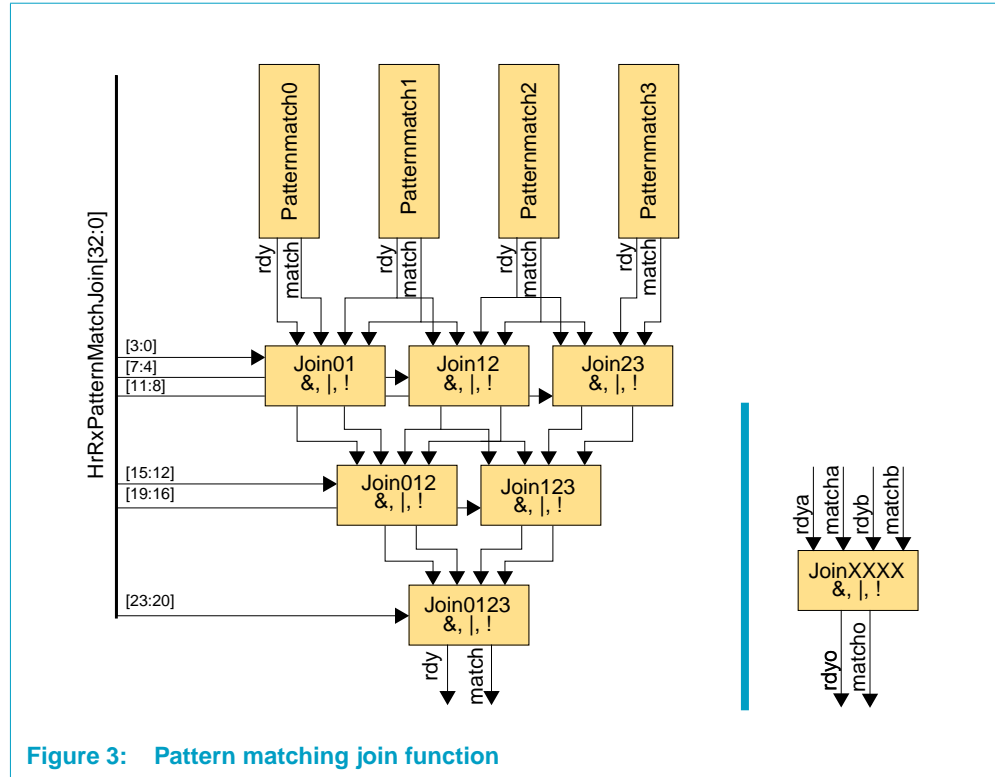 Patternmatch0
Patternmatch1
Patternmatch2
Patternmatch3
HrRxPatternMatchJoin[32:0]
rdy
match
rdy
match
rdy
match
rdy
match
[3:0]
[7:4]
[11:8]
Join01
&, |, !
Join12
&, |, !
Join23
&, |, !
[15:12]
[19:16]
Join012
&, |, !
Join123
&, |, !
[23:20]
Join0123
&, |, !
rdy
match
rdya
matcha
rdyb
matchb
JoinXXXX
&, |, !
rdyo
matcho
Figure 3: Pattern matching join function